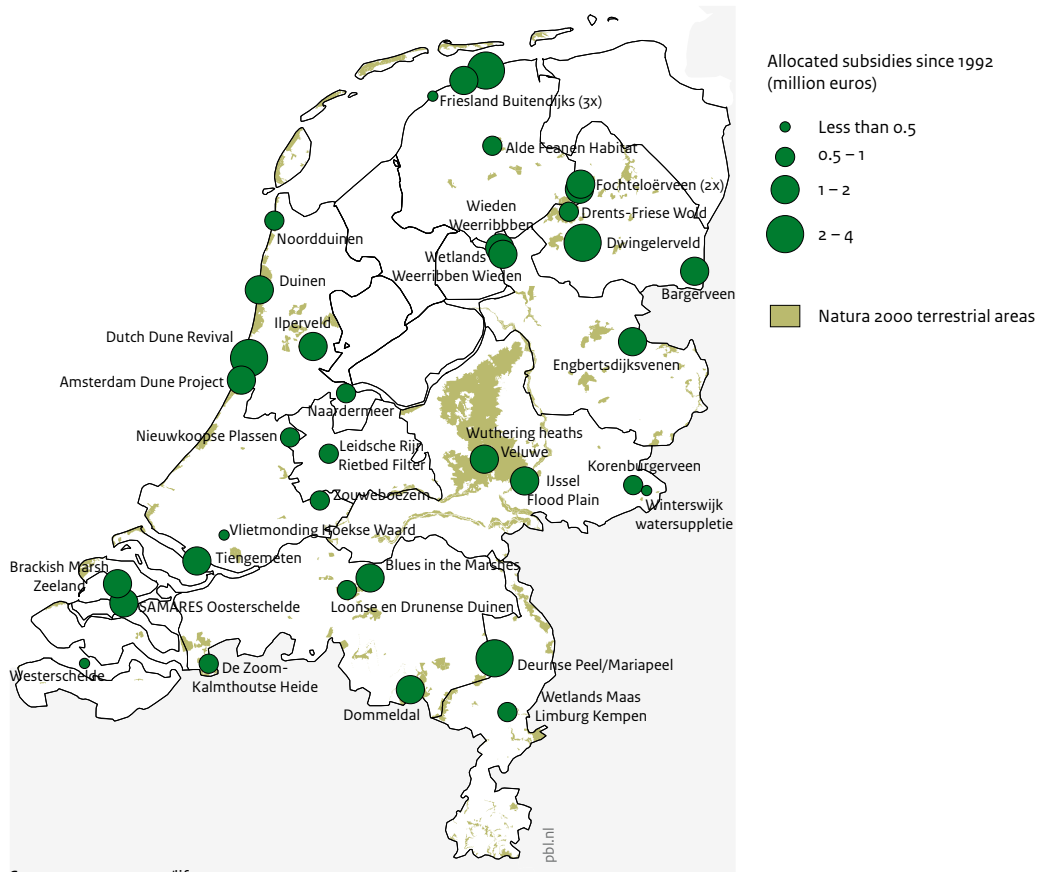 Allocated subsidies since 1992
(million euros)
Less than 0.5
0.5 – 1
1 – 2
2 – 4
Natura 2000 terrestrial areas
Friesland Buitendijks (3x)
Alde Feanen Habitat
Fochteloërveen (2x)
Drents-Friese Wold
Wieden
Weerribbben
Noordduinen
Dwingelerveld
Wetlands
Weerribben Wieden
Duinen
Bargerveen
Ilperveld
Dutch Dune Revival
Engbertsdijksvenen
Amsterdam Dune Project
Naardermeer
Nieuwkoopse Plassen
Leidsche Rijn
Rietbed Filter
Wuthering heaths
Veluwe
Korenburgerveen
IJssel
Flood Plain
Zouweboezem
Winterswijk
watersuppletie
Vlietmonding Hoekse Waard
Tiengemeten
Brackish Marsh
Zeeland
Blues in the Marshes
SAMARES Oosterschelde
Loonse en Drunense Duinen
Westerschelde
De Zoom-
Kalmthoutse Heide
Deurnse Peel/Mariapeel
Dommeldal
Wetlands Maas
Limburg Kempen
pbl.nl